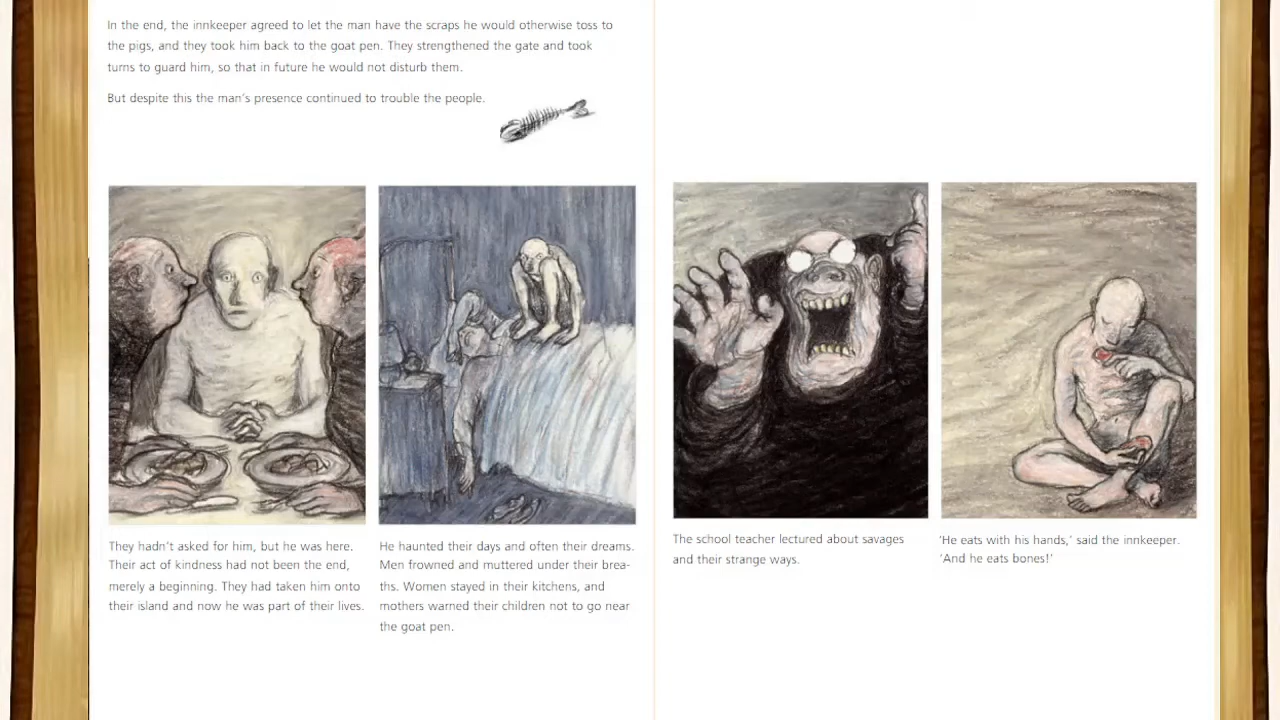 In the end, the innkeeper agreed to let the man have the scraps he would otherwise toss to
the pigs, and they took him back to the goat pen. They strengthened the gate and took
turns to guard him, so that in future he would not disturb them.
But despite this the man's presence continued to trouble the people.
They hadn't asked for him, but he was here.
Their act of kindness had not been the end,
merely a beginning. They had taken him onto
their island and now he was part of their lives.
He haunted their days and often their dreams.
Men frowned and muttered under their brea-
ths. Women stayed in their kitchens, and
mothers warned their children not to go near
the goat pen.
The school teacher lectured about savages
and their strange ways.
'He eats with his hands,' said the innkeeper.
'And he eats bones!'